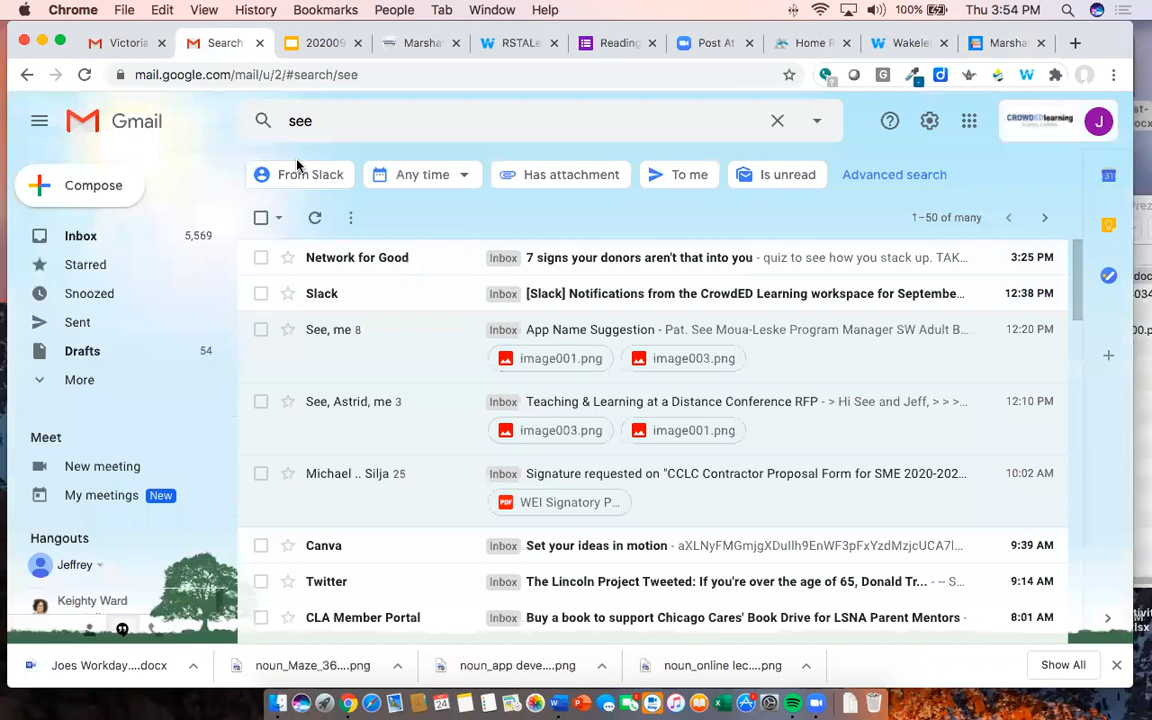 Chrome File Edit View History Bookmarks People Tab Window Help 100% Thu 3:54 PM
Victoria Search 202009 Marsha RSTALe Reading Post At Home R Wakele Marsha
mail.google.com/mail/u/2/#search/see
Gmail see CROWDEDlearning J
Compose From Slack Any time Has attachment To me Is unread Advanced search
1–50 of many
Inbox 5,569
Starred
Snoozed
Sent
Drafts 54
More
Network for Good Inbox 7 signs your donors aren't that into you - quiz to see how you stack up. TAK... 3:25 PM
Slack Inbox [Slack] Notifications from the CrowdED Learning workspace for Septembe... 12:38 PM
See, me 8 Inbox App Name Suggestion - Pat. See Moua-Leske Program Manager SW Adult B... 12:20 PM
image001.png image003.png
See, Astrid, me 3 Inbox Teaching & Learning at a Distance Conference RFP - > Hi See and Jeff, > > >... 12:10 PM
image003.png image001.png
Michael .. Silja 25 Inbox Signature requested on "CCLC Contractor Proposal Form for SME 2020-202... 10:02 AM
WEI Signatory P...
Canva Inbox Set your ideas in motion - 9:39 AM
Twitter Inbox The Lincoln Project Tweeted: If you're over the age of 65, Donald Tr... - -- S... 9:14 AM
CLA Member Portal Inbox Buy a book to support Chicago Cares' Book Drive for LSNA Parent Mentors - 8:01 AM
Meet
New meeting
My meetings New
Hangouts
Jeffrey
Keighty Ward
Joes Workday....docx noun_Maze_36....png noun_app deve....png noun_online lec....png Show All